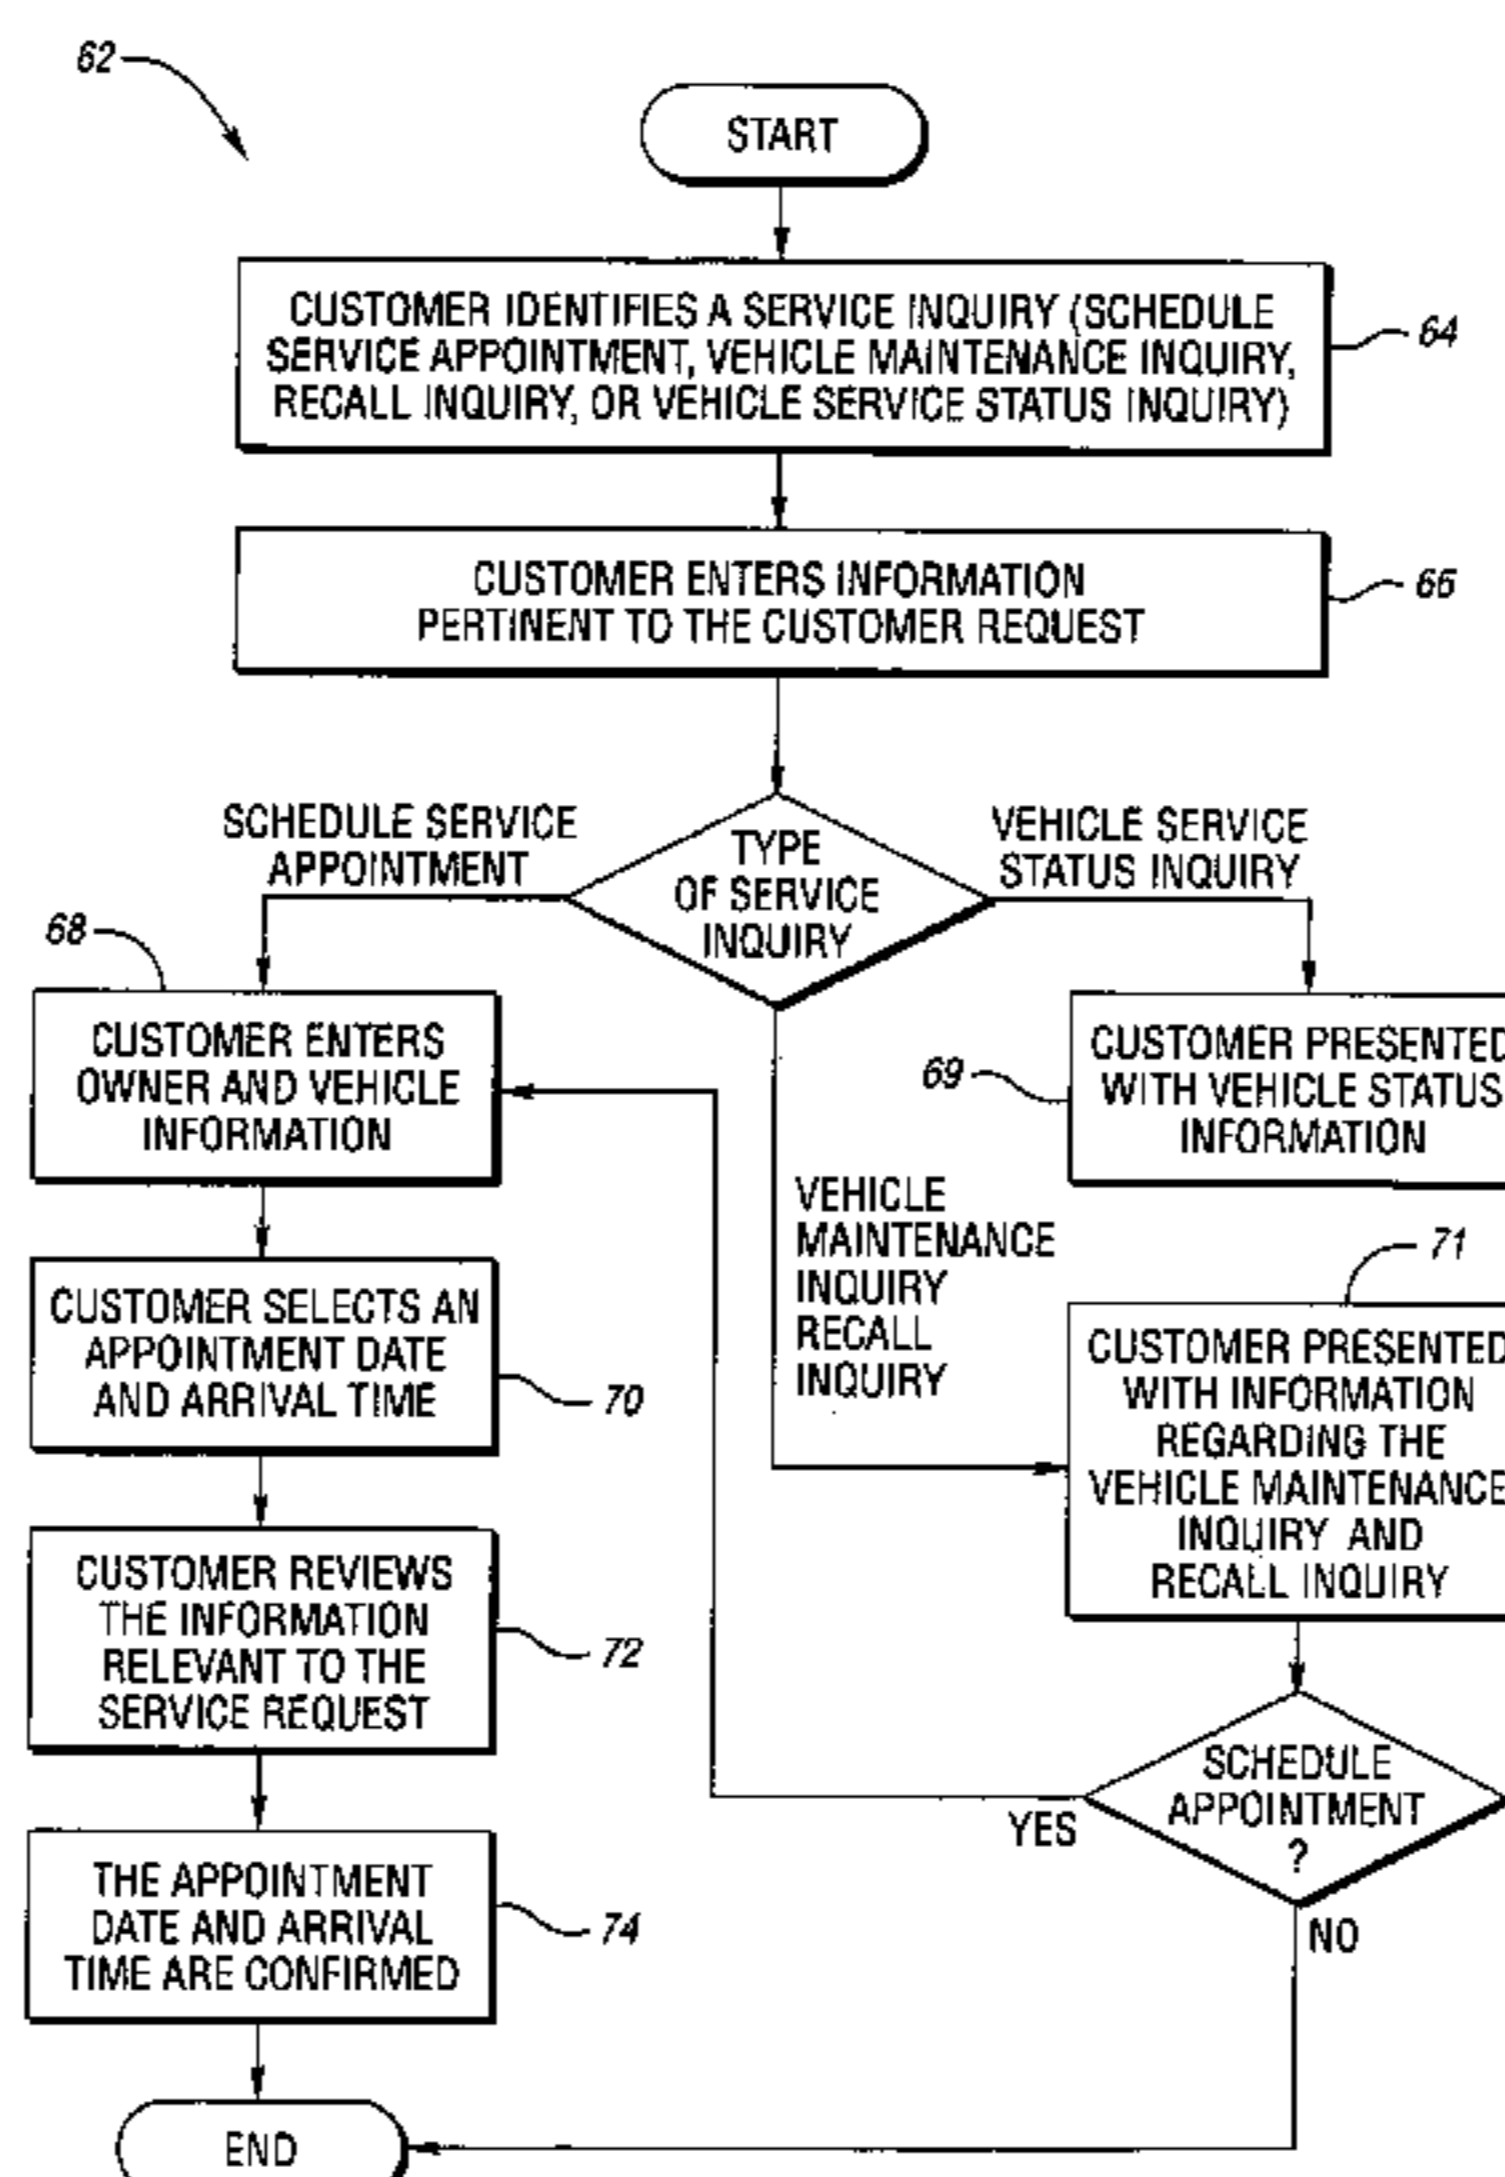 62
START
CUSTOMER IDENTIFIES A SERVICE INQUIRY (SCHEDULE
SERVICE APPOINTMENT, VEHICLE MAINTENANCE INQUIRY,
RECALL INQUIRY, OR VEHICLE SERVICE STATUS INQUIRY)
64
CUSTOMER ENTERS INFORMATION
PERTINENT TO THE CUSTOMER REQUEST
66
SCHEDULE SERVICE
APPOINTMENT
TYPE
OF SERVICE
INQUIRY
VEHICLE SERVICE
STATUS INQUIRY
68
CUSTOMER ENTERS
OWNER AND VEHICLE
INFORMATION
69
CUSTOMER PRESENTED
WITH VEHICLE STATUS
INFORMATION
VEHICLE
MAINTENANCE
INQUIRY
RECALL
INQUIRY
71
CUSTOMER PRESENTED
WITH INFORMATION
REGARDING THE
VEHICLE MAINTENANCE
INQUIRY AND
RECALL INQUIRY
CUSTOMER SELECTS AN
APPOINTMENT DATE
AND ARRIVAL TIME
70
CUSTOMER REVIEWS
THE INFORMATION
RELEVANT TO THE
SERVICE REQUEST
72
SCHEDULE
APPOINTMENT
?
YES
NO
THE APPOINTMENT
DATE AND ARRIVAL
TIME ARE CONFIRMED
74
END